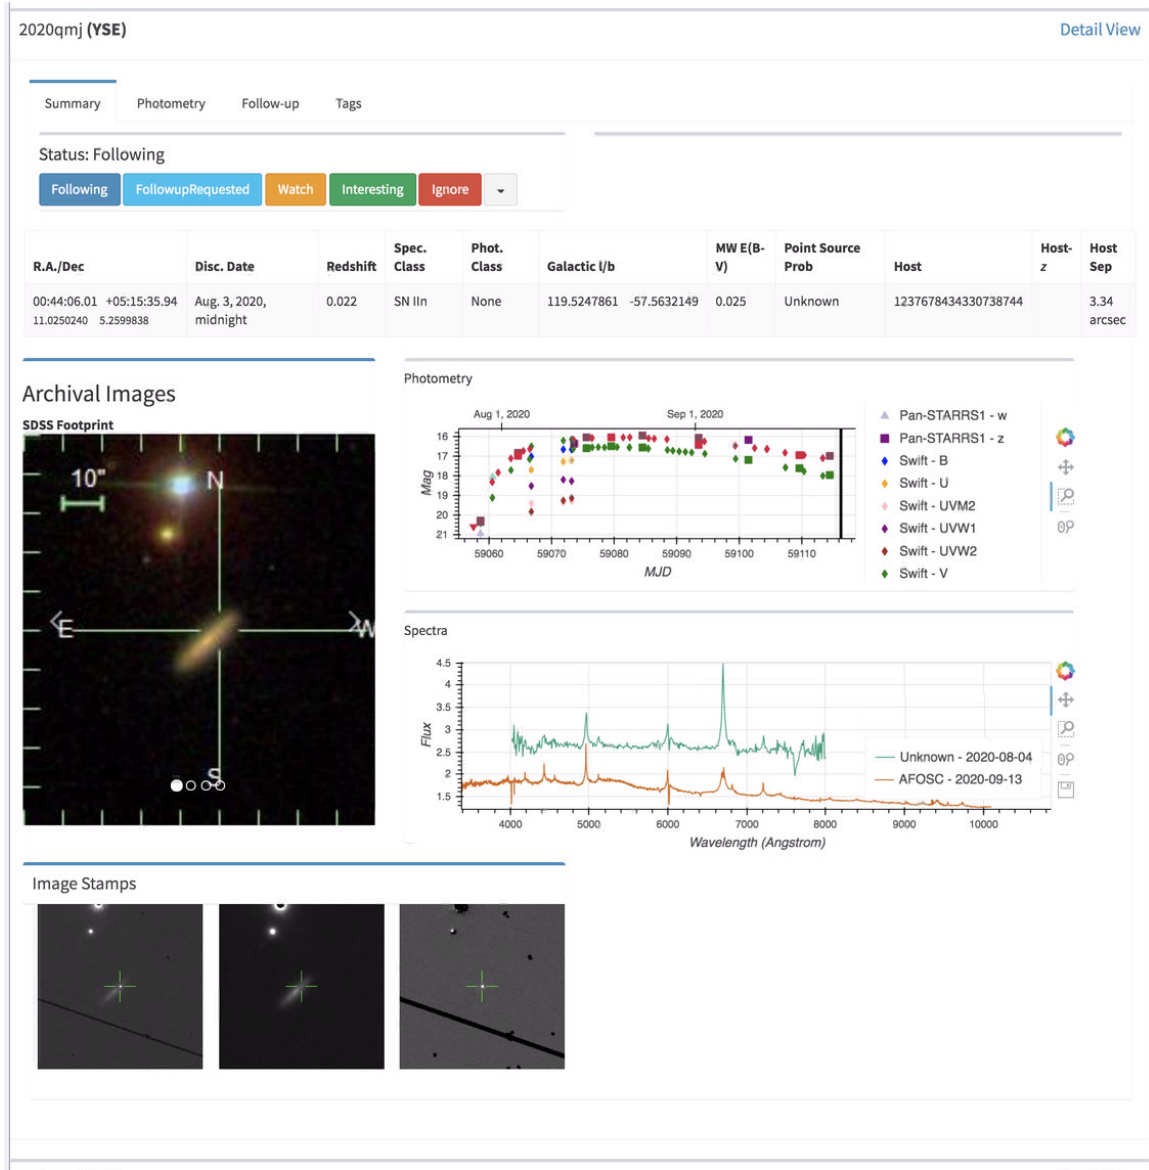 2020qmj (YSE) Detail View
Summary Photometry Follow-up Tags
Status: Following
Following FollowupRequested Watch Interesting Ignore
R.A./Dec Disc. Date Redshift Spec. Class Phot. Class Galactic l/b MW E(B-V) Point Source Prob Host Host-z Host Sep
00:44:06.01 +05:15:35.94 Aug. 3, 2020, 0.022 SN IIn None 119.5247861 -57.5632149 0.025 Unknown 1237678434330738744 3.34
11.0250240 5.2599838 midnight arcsec
Archival Images
SDSS Footprint
10"
N
E
W
S
Photometry
Aug 1, 2020 Sep 1, 2020
16
17
18
19
20
21
Mag
59060 59070 59080 59090 59100 59110
MJD
Pan-STARRS1 - w
Pan-STARRS1 - z
Swift - B
Swift - U
Swift - UVM2
Swift - UVW1
Swift - UVW2
Swift - V
Spectra
4.5
4
3.5
3
2.5
2
1.5
Flux
Unknown - 2020-08-04
AFOSC - 2020-09-13
4000 5000 6000 7000 8000 9000 10000
Wavelength (Angstrom)
Image Stamps